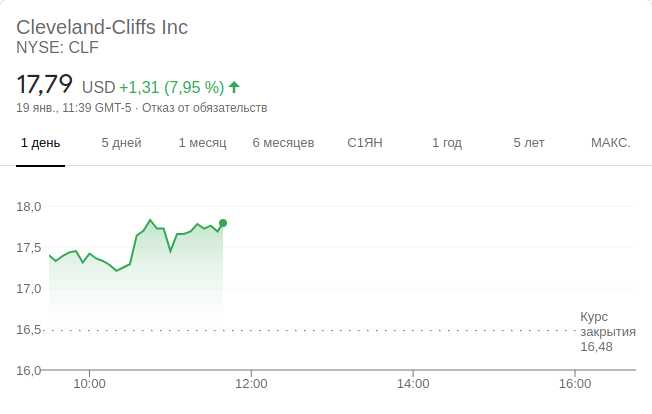 Cleveland-Cliffs Inc
NYSE: CLF
17,79 USD +1,31 (7,95 %)
19 янв., 11:39 GMT-5 · Отказ от обязательств
1 день 5 дней 1 месяц 6 месяцев С1ЯН 1 год 5 лет МАКС.
18,0
17,5
17,0
Курс
16,5 закрытия
16,48
16,0
10:00 12:00 14:00 16:00